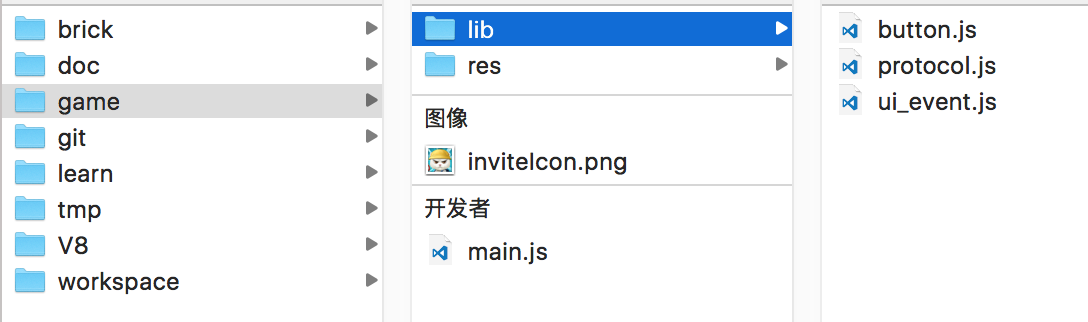 brick
doc
game
git
learn
tmp
V8
workspace
lib
res
图像
inviteIcon.png
开发者
main.js
button.js
protocol.js
ui_event.js